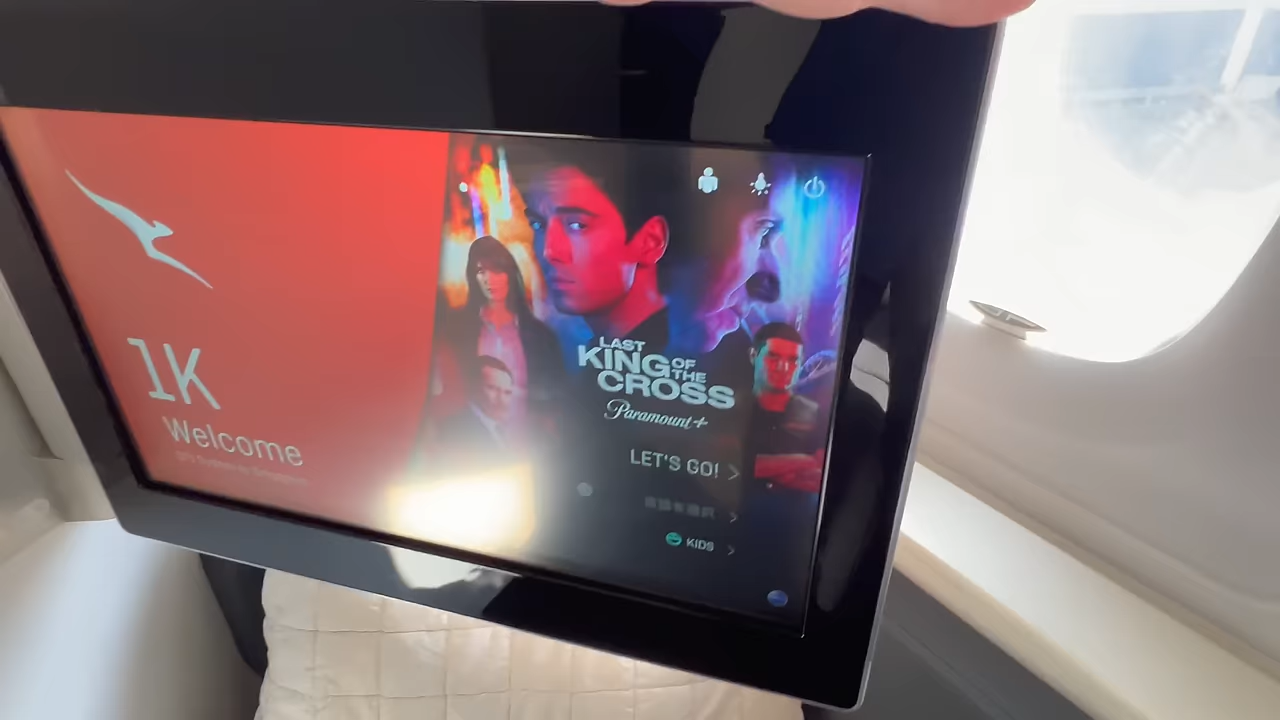 1K
Welcome
LAST
KING OF
THE
CROSS
Paramount+
LET'S GO!
KIDS